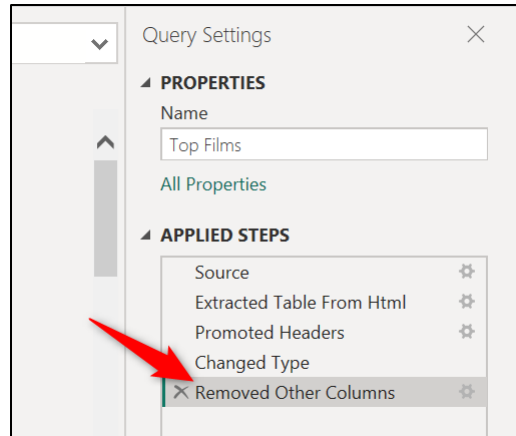 Query Settings
PROPERTIES
Name
Top Films
All Properties
APPLIED STEPS
Source
Extracted Table From Html
Promoted Headers
Changed Type
Removed Other Columns